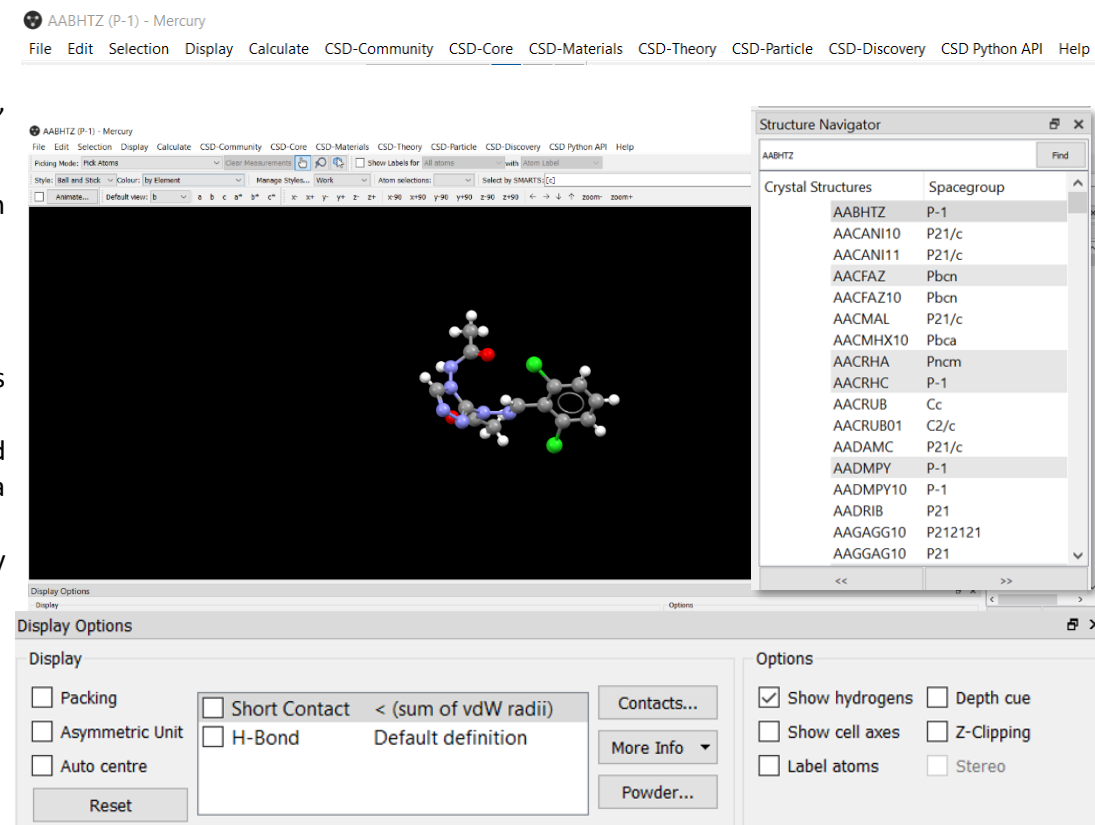 AABHTZ (P-1) - Mercury
File Edit Selection Display Calculate CSD-Community CSD-Core CSD-Materials CSD-Theory CSD-Particle CSD-Discovery CSD Python API Help
,
n
s
d
a
y
AABHTZ (P-1) - Mercury
File Edit Selection Display Calculate CSD-Community CSD-Core CSD-Materials CSD-Theory CSD-Particle CSD-Discovery CSD Python API Help
Picking Mode: Pick Atoms Clear Measurements Show Labels for All atoms with Atom Label
Style: Ball and Stick Colour: by Element Manage Styles... Work Atom selections: Select by SMARTS: [c]
Animate... Default view: b a b c a* b* c* x- x+ y- y+ z- z+ x-90 x+90 y-90 y+90 z-90 z+90 ← → ↓ ↑ zoom- zoom+
Structure Navigator
AABHTZ Find
Crystal Structures Spacegroup
AABHTZ P-1
AACANI10 P21/c
AACANI11 P21/c
AACFAZ Pbcn
AACFAZ10 Pbcn
AACMAL P21/c
AACMHX10 Pbca
AACRHA Pncm
AACRHC P-1
AACRUB Cc
AACRUB01 C2/c
AADAMC P21/c
AADMPY P-1
AADMPY10 P-1
AADRIB P21
AAGAGG10 P212121
AAGGAG10 P21
<< >>
Display Options
Display Options
Display Options
Display Options
Packing Short Contact < (sum of vdW radii) Contacts... Show hydrogens Depth cue
Asymmetric Unit H-Bond Default definition More Info Show cell axes Z-Clipping
Auto centre Powder... Label atoms Stereo
Reset